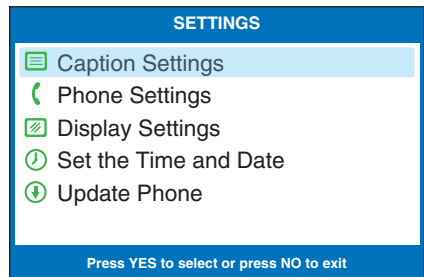 SETTINGS
Caption Settings
Phone Settings
Display Settings
Set the Time and Date
Update Phone
Press YES to select or press NO to exit